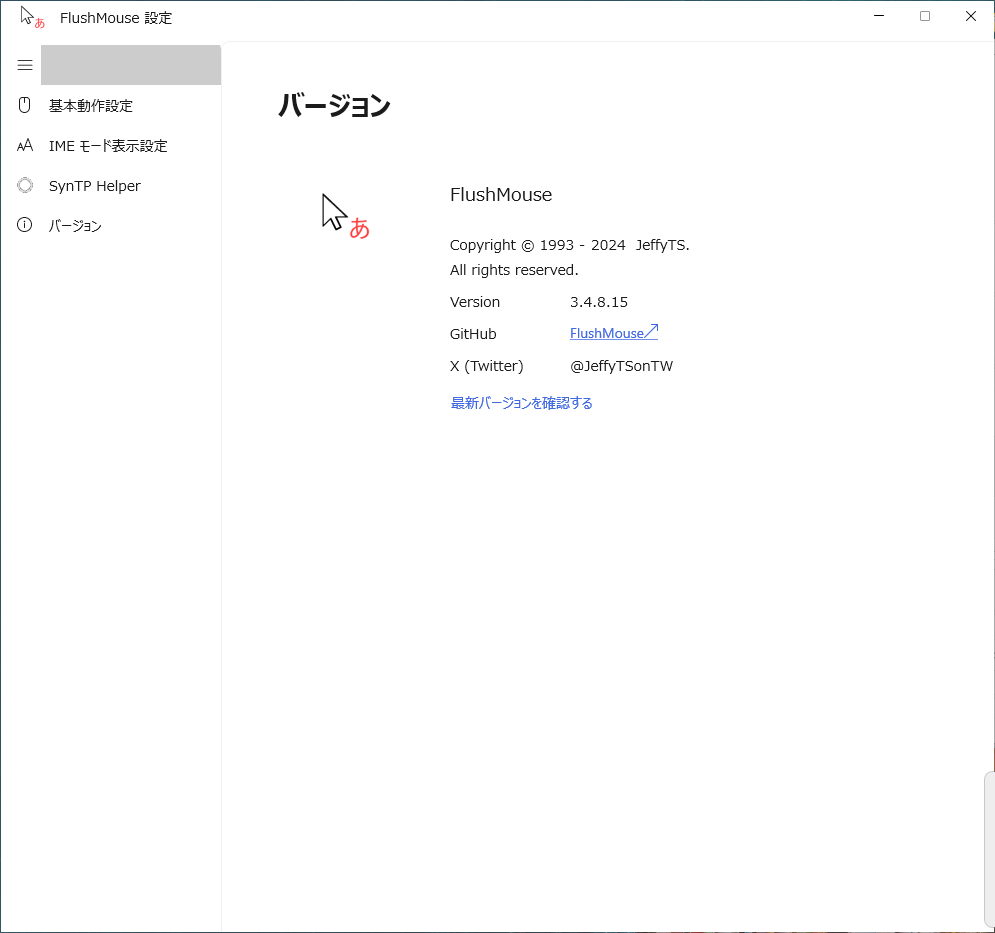 あ
FlushMouse 設定
基本動作設定
AA IME モード表示設定
SynTP Helper
バージョン
バージョン
あ
FlushMouse
Copyright © 1993 - 2024  JeffyTS.
All rights reserved.
Version 3.4.8.15
GitHub FlushMouse
X (Twitter) @JeffyTSonTW
最新バージョンを確認する